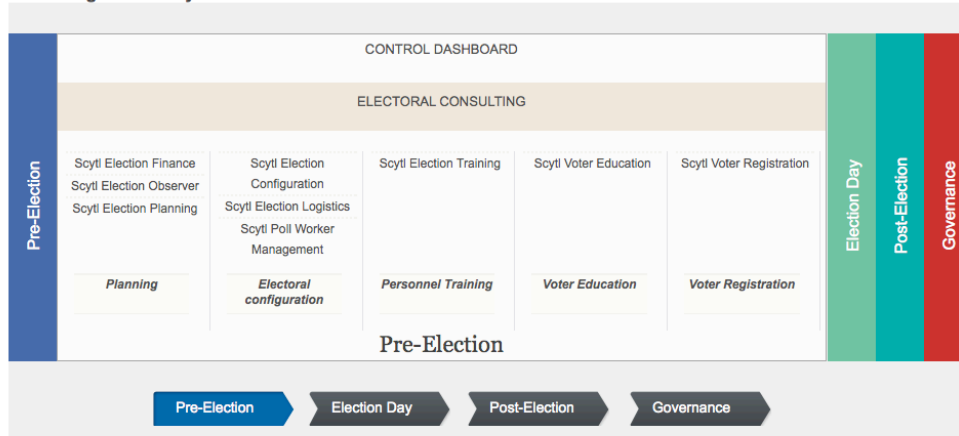 CONTROL DASHBOARD
ELECTORAL CONSULTING
Pre-Election
Scytl Election Finance
Scytl Election Observer
Scytl Election Planning
Planning
Scytl Election
Configuration
Scytl Election Logistics
Scytl Poll Worker
Management
Electoral
configuration
Scytl Election Training
Personnel Training
Scytl Voter Education
Voter Education
Scytl Voter Registration
Voter Registration
Pre-Election
Election Day
Post-Election
Governance
Pre-Election
Election Day
Post-Election
Governance